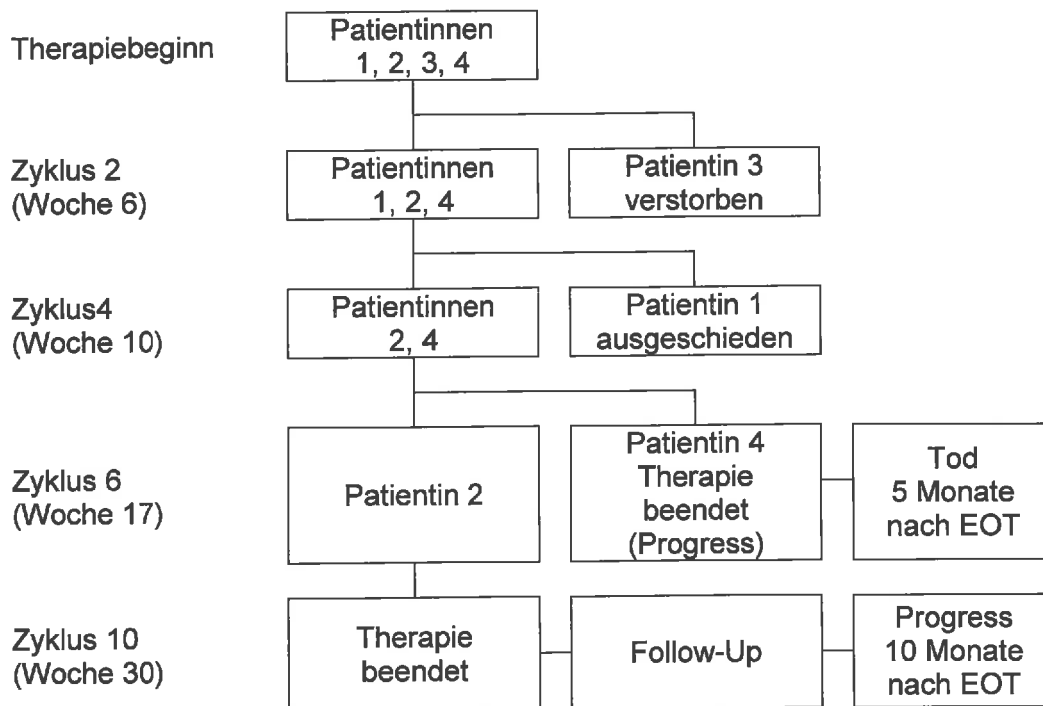 Therapiebeginn
Patientinnen
1, 2, 3, 4
Zyklus 2
(Woche 6)
Patientinnen
1, 2, 4
Patientin 3
verstorben
Zyklus4
(Woche 10)
Patientinnen
2, 4
Patientin 1
ausgeschieden
Zyklus 6
(Woche 17)
Patientin 2
Patientin 4
Therapie
beendet
(Progress)
Tod
5 Monate
nach EOT
Zyklus 10
(Woche 30)
Therapie
beendet
Follow-Up
Progress
10 Monate
nach EOT